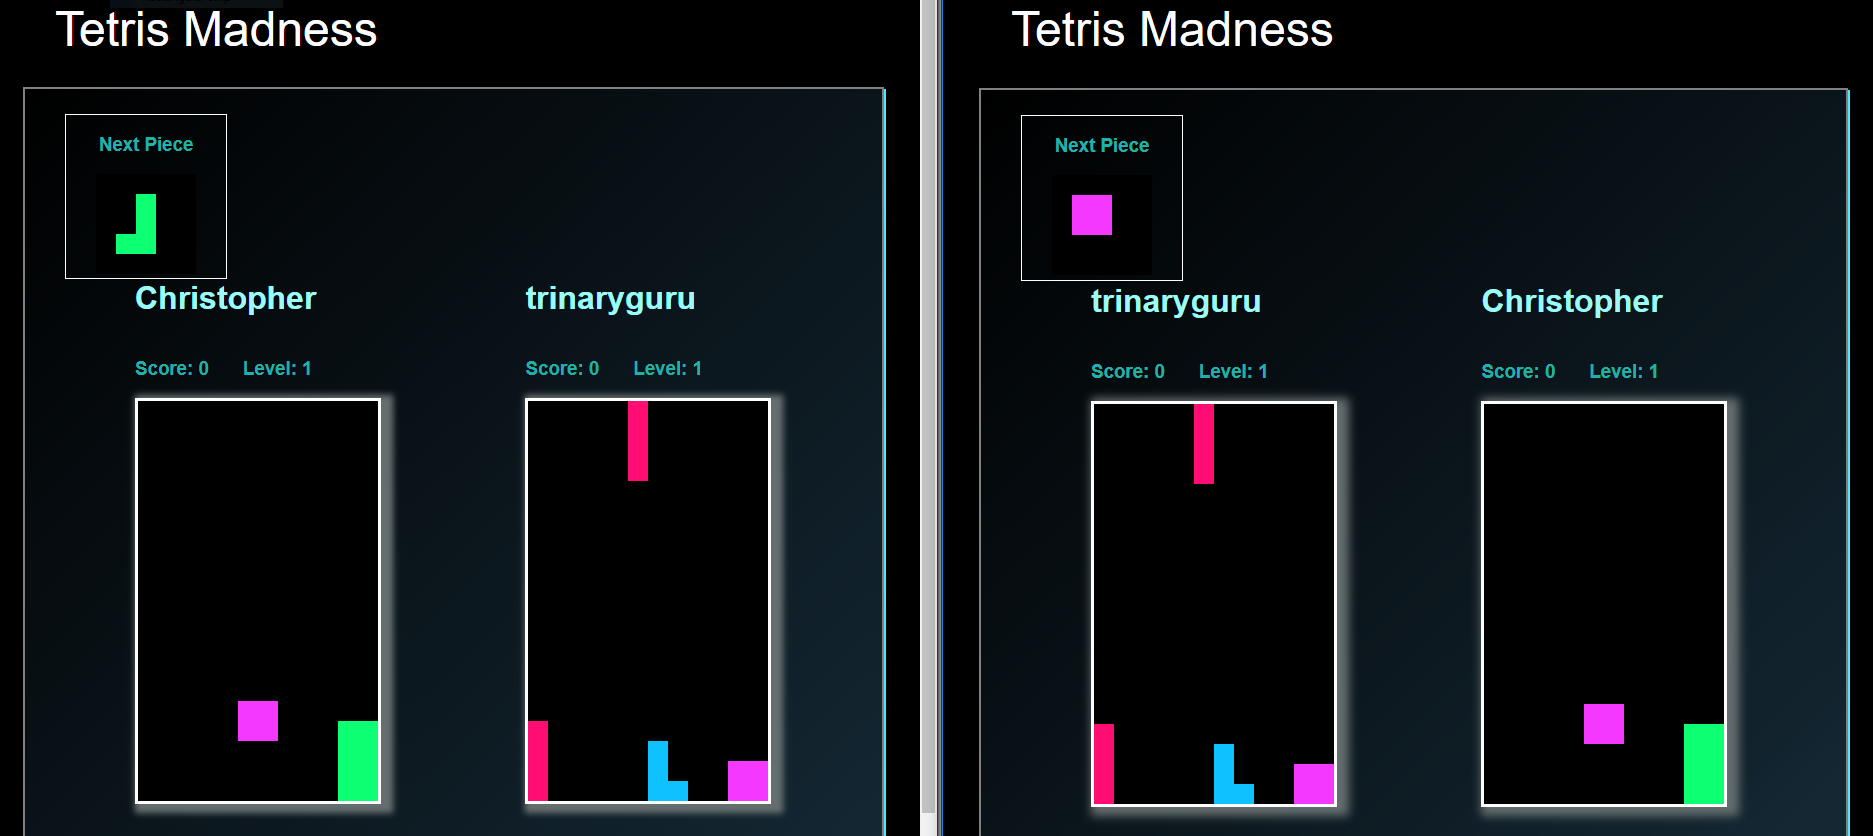 Tetris Madness
Next Piece
Christopher
trinaryguru
Score: 0 Level: 1
Score: 0 Level: 1
Tetris Madness
Next Piece
trinaryguru
Christopher
Score: 0 Level: 1
Score: 0 Level: 1